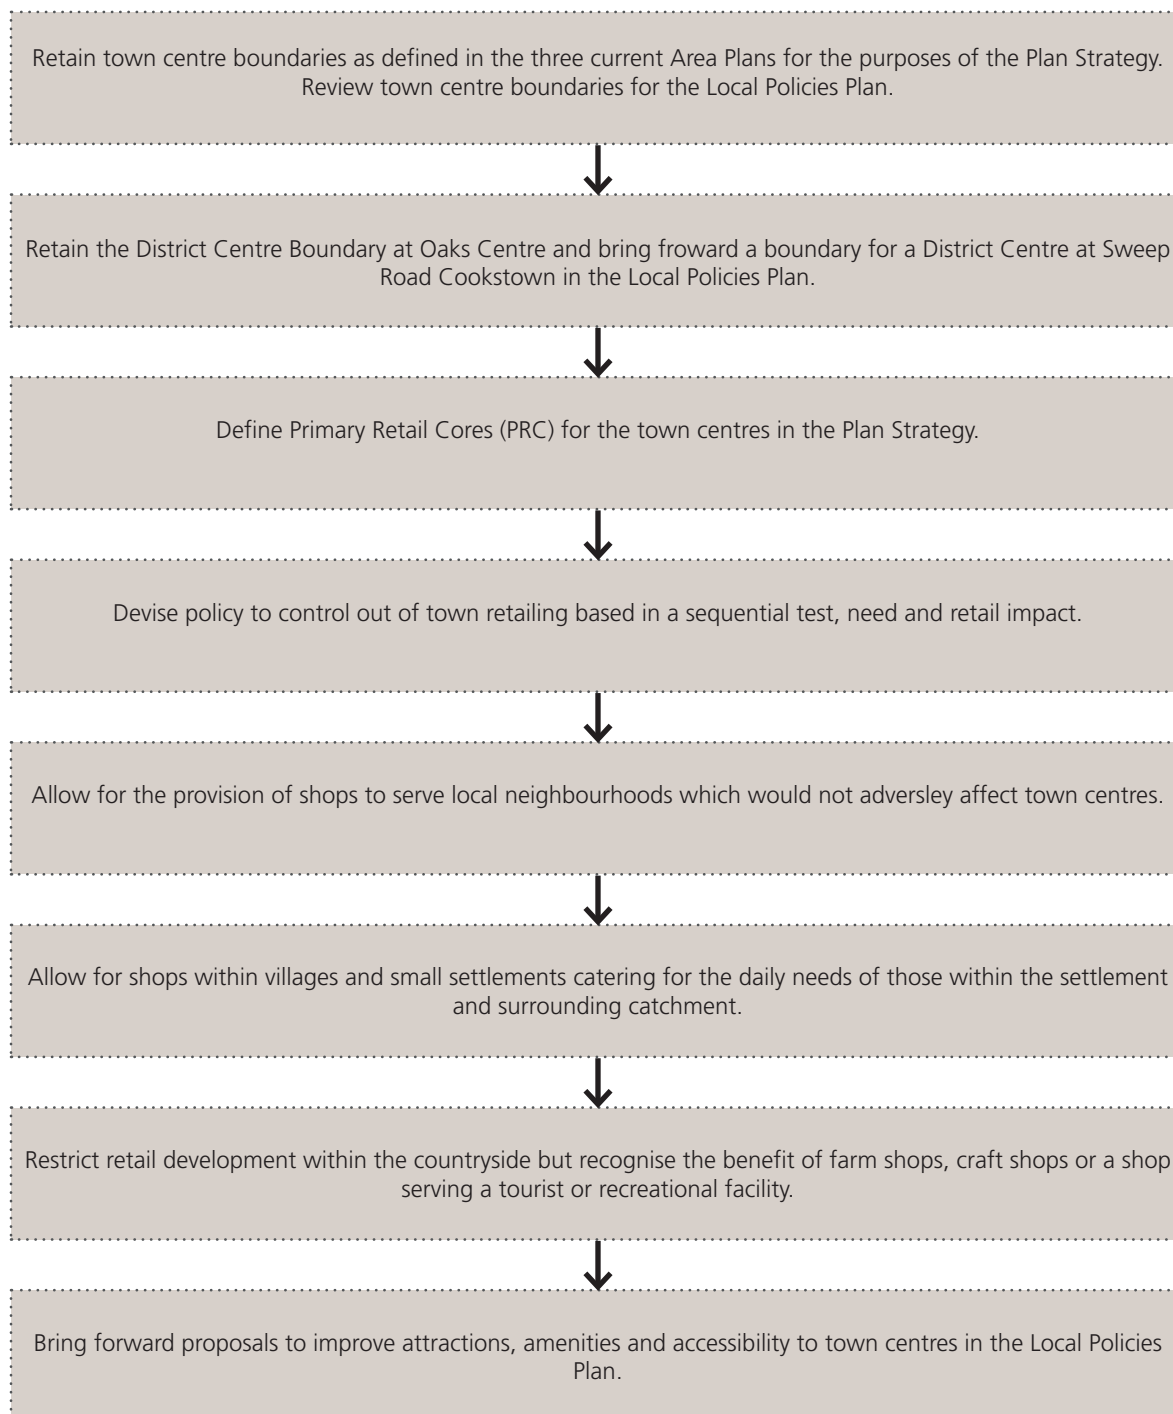 Retain town centre boundaries as defined in the three current Area Plans for the purposes of the Plan Strategy.
Review town centre boundaries for the Local Policies Plan.
Retain the District Centre Boundary at Oaks Centre and bring froward a boundary for a District Centre at Sweep
Road Cookstown in the Local Policies Plan.
Define Primary Retail Cores (PRC) for the town centres in the Plan Strategy.
Devise policy to control out of town retailing based in a sequential test, need and retail impact.
Allow for the provision of shops to serve local neighbourhoods which would not adversley affect town centres.
Allow for shops within villages and small settlements catering for the daily needs of those within the settlement
and surrounding catchment.
Restrict retail development within the countryside but recognise the benefit of farm shops, craft shops or a shop
serving a tourist or recreational facility.
Bring forward proposals to improve attractions, amenities and accessibility to town centres in the Local Policies
Plan.